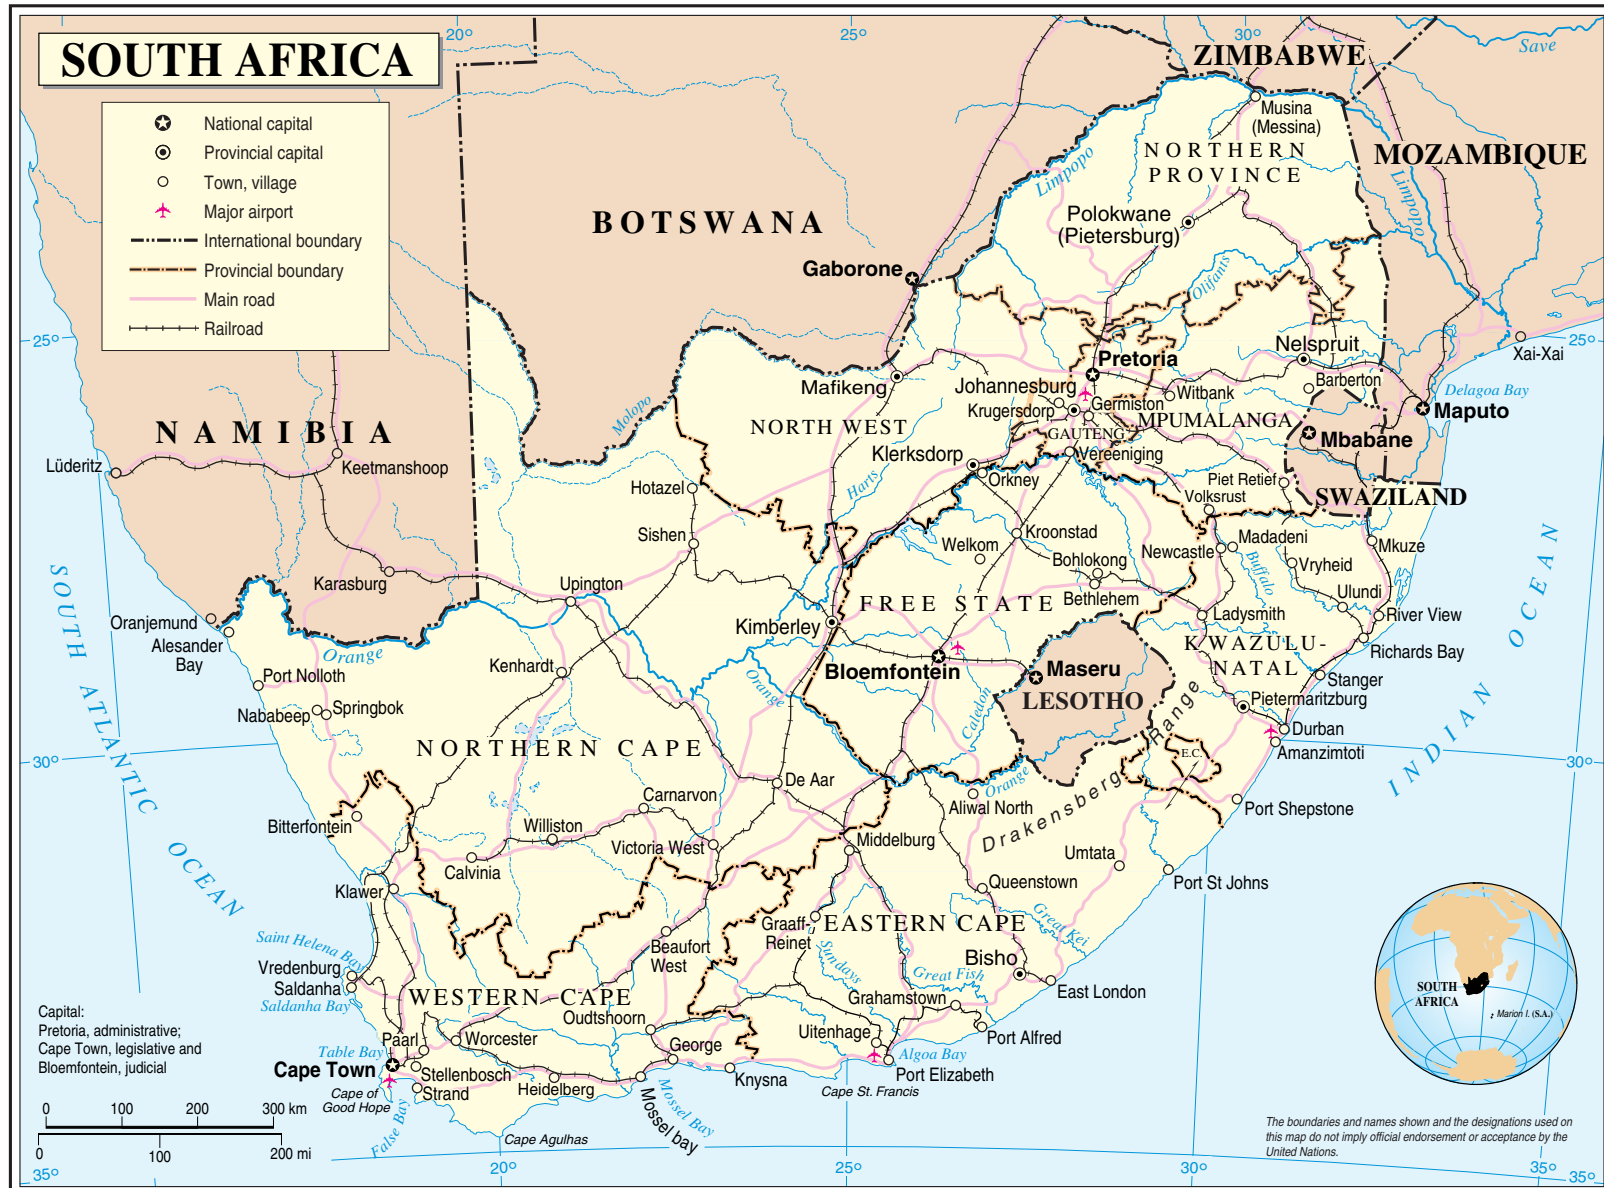 SOUTH AFRICA
National capital
Provincial capital
Town, village
Major airport
International boundary
Provincial boundary
Main road
Railroad
20°
25°
30°
Save
ZIMBABWE
Musina
(Messina)
NORTHERN
PROVINCE
MOZAMBIQUE
Limpopo
Limpopo
BOTSWANA
Polokwane
(Pietersburg)
Gaborone
Olifants
25°
25°
Xai-Xai
Nelspruit
Pretoria
Mafikeng
Johannesburg
Barberton
Delagoa Bay
Witbank
Krugersdorp
Germiston
Maputo
Molopo
NORTH WEST
MPUMALANGA
GAUTENG
Mbabane
NAMIBIA
Lüderitz
Keetmanshoop
Klerksdorp
Vereeniging
Orkney
Harts
Hotazel
Piet Retief
Volksrust
SWAZILAND
Sishen
Kroonstad
Welkom
Madadeni
Newcastle
Mkuze
Bohlokong
Buffalo
Vryheid
Karasburg
Upington
Bethlehem
Ulundi
FREE STATE
Oranjemund
Alesander
Bay
Orange
Kimberley
Ladysmith
River View
KWAZULU-
NATAL
Richards Bay
Kenhardt
Bloemfontein
Maseru
LESOTHO
Stanger
Port Nolloth
Orange
Caledon
Pietermaritzburg
Nababeep
Springbok
Range
Durban
Amanzimtoti
NORTHERN CAPE
E.C.
30°
30°
SOUTH ATLANTIC OCEAN
INDIAN OCEAN
De Aar
Orange
Drakensberg
Carnarvon
Aliwal North
Port Shepstone
Bitterfontein
Williston
Victoria West
Middelburg
Umtata
Calvinia
Klawer
Queenstown
Port St Johns
Graaff-
Reinet
EASTERN CAPE
Great Kei
Saint Helena Bay
Beaufort
West
Sundays
Bisho
Great Fish
Vredenburg
Saldanha
Saldanha Bay
WESTERN CAPE
Grahamstown
East London
Oudtshoorn
Uitenhage
Port Alfred
Paarl
Worcester
George
Table Bay
Cape Town
Stellenbosch
Strand
Heidelberg
Knysna
Algoa Bay
Port Elizabeth
Cape St. Francis
Cape of
Good Hope
False Bay
Mossel bay
Mossel Bay
Cape Agulhas
Capital:
Pretoria, administrative;
Cape Town, legislative and
Bloemfontein, judicial
0 100 200 300 km
0 100 200 mi
SOUTH
AFRICA
Marion I. (S.A.)
The boundaries and names shown and the designations used on
this map do not imply official endorsement or acceptance by the
United Nations.
35°
20°
25°
30°
35°
35°